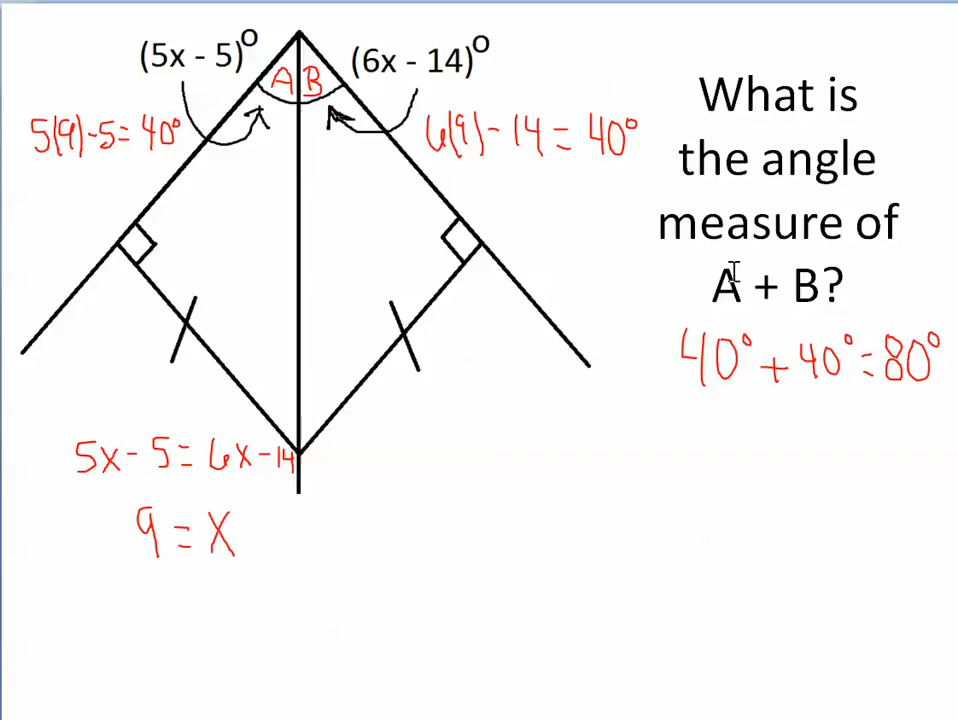 (5x - 5)°
(6x - 14)°
A B
5(9)-5=40°
6(9)-14=40°
What is
the angle
measure of
A + B?
40°+40°=80°
5x-5=6x-14
9=x